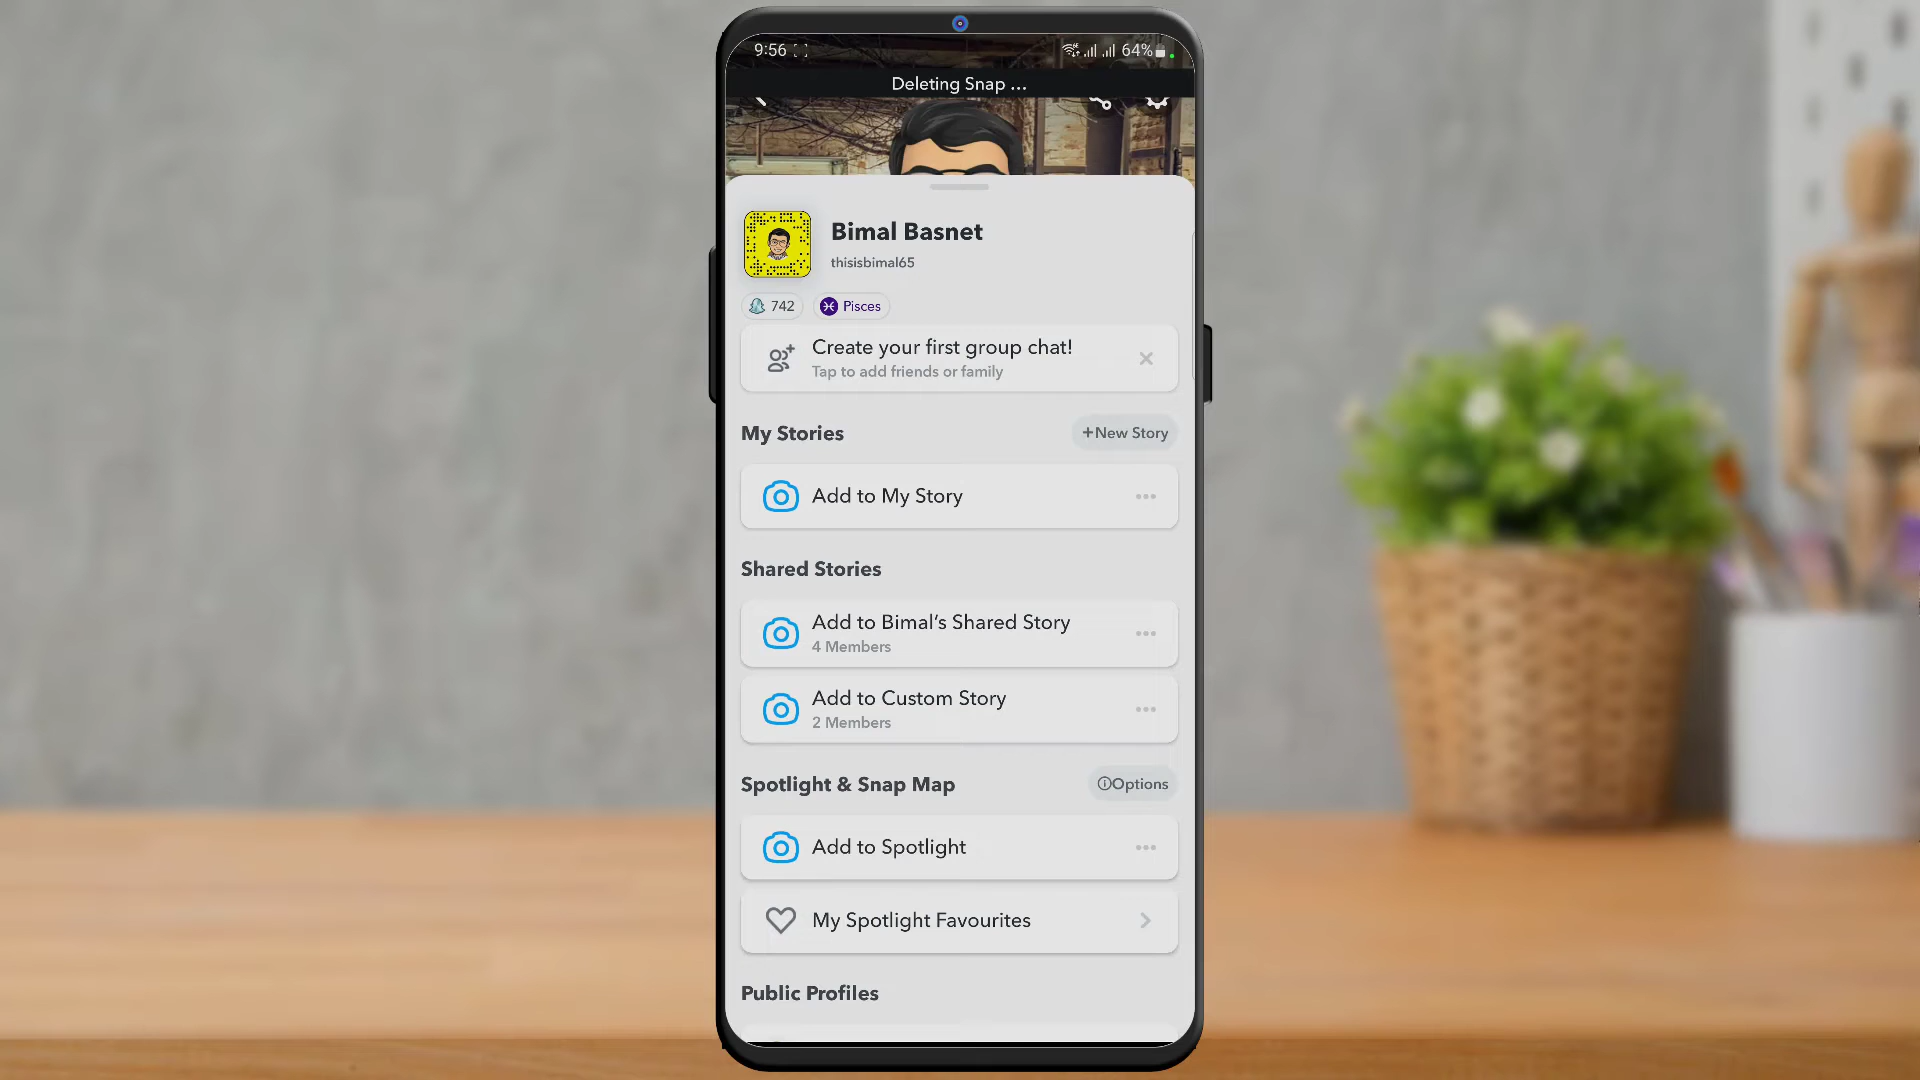 9:56
64%
Deleting Snap ...
Bimal Basnet
thisisbimal65
742
Pisces
Create your first group chat!
Tap to add friends or family
My Stories
+New Story
Add to My Story
Shared Stories
Add to Bimal's Shared Story
4 Members
Add to Custom Story
2 Members
Spotlight & Snap Map
Options
Add to Spotlight
My Spotlight Favourites
Public Profiles